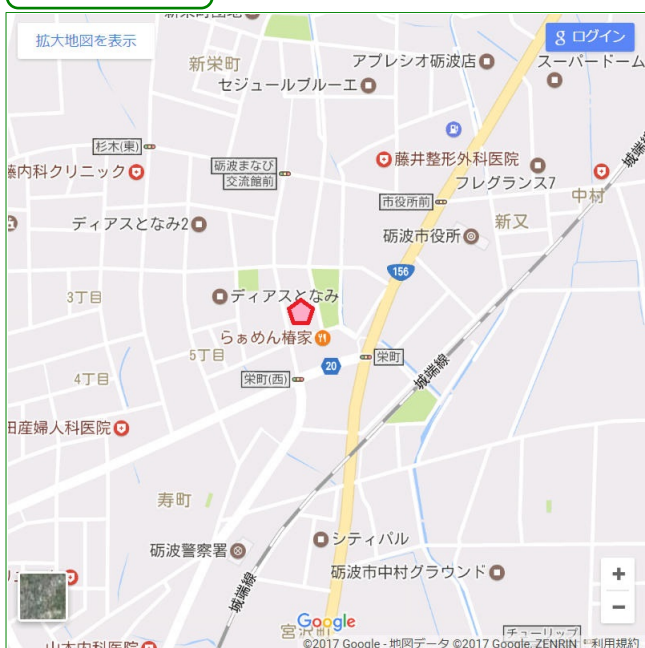 拡大地図を表示
ログイン
新栄町
アプレシオ砺波店
スーパードーム
セジュールブルーエ
杉木(東)
藤内科クリニック
砺波まなび
交流館前
藤井整形外科医院
フレグランス7
市役所前
中村
城端線
ディアスとなみ2
新又
砺波市役所
156
3丁目
ディアスとなみ
らぁめん椿家
5丁目
20
栄町
栄町(西)
城端線
4丁目
田産婦人科医院
寿町
シティパル
砺波警察署
砺波市中村グラウンド
城端線
+
−
Google
宮沢町
チューリップ
山本内科医院
©2017 Google - 地図データ ©2017 Google, ZENRIN
利用規約